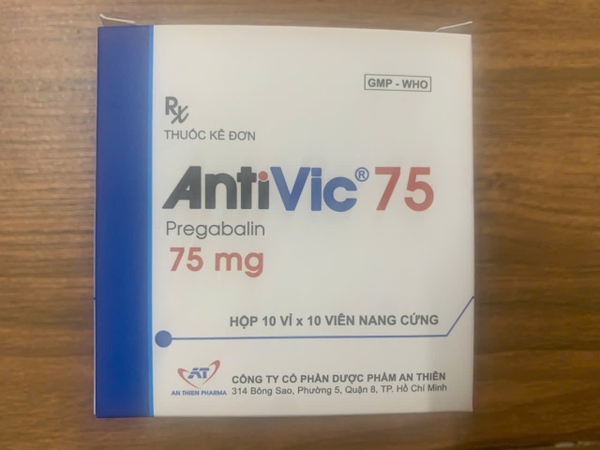 GMP - WHO
Rx
THUỐC KÊ ĐƠN
AntiVic® 75
Pregabalin
75 mg
HỘP 10 VỈ x 10 VIÊN NANG CỨNG
AT
AN THIEN PHARMA
CÔNG TY CỔ PHẦN DƯỢC PHẨM AN THIÊN
314 Bông Sao, Phường 5, Quận 8, TP. Hồ Chí Minh